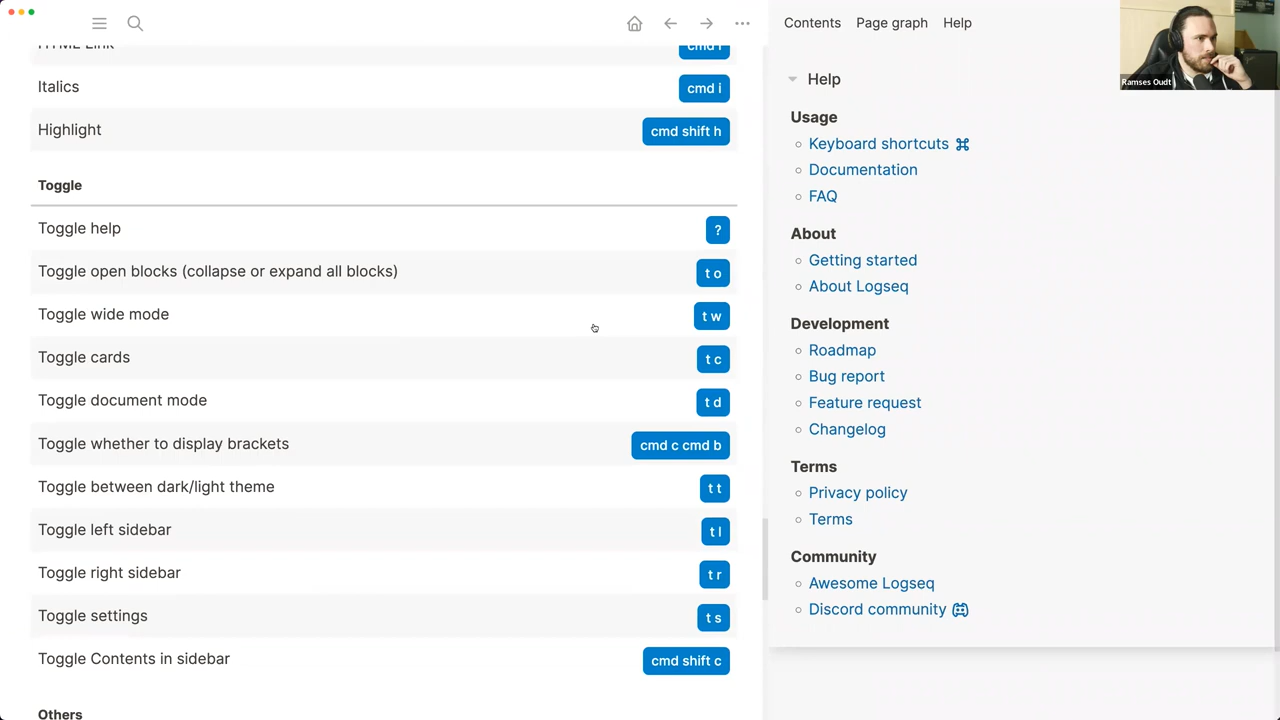 Contents Page graph Help
Ramses Oudt
HTML Link
Italics cmd i
Highlight cmd shift h
Toggle
Toggle help ?
Toggle open blocks (collapse or expand all blocks) t o
Toggle wide mode t w
Toggle cards t c
Toggle document mode t d
Toggle whether to display brackets cmd c cmd b
Toggle between dark/light theme t t
Toggle left sidebar t l
Toggle right sidebar t r
Toggle settings t s
Toggle Contents in sidebar cmd shift c
Others
Help
Usage
Keyboard shortcuts ⌘
Documentation
FAQ
About
Getting started
About Logseq
Development
Roadmap
Bug report
Feature request
Changelog
Terms
Privacy policy
Terms
Community
Awesome Logseq
Discord community